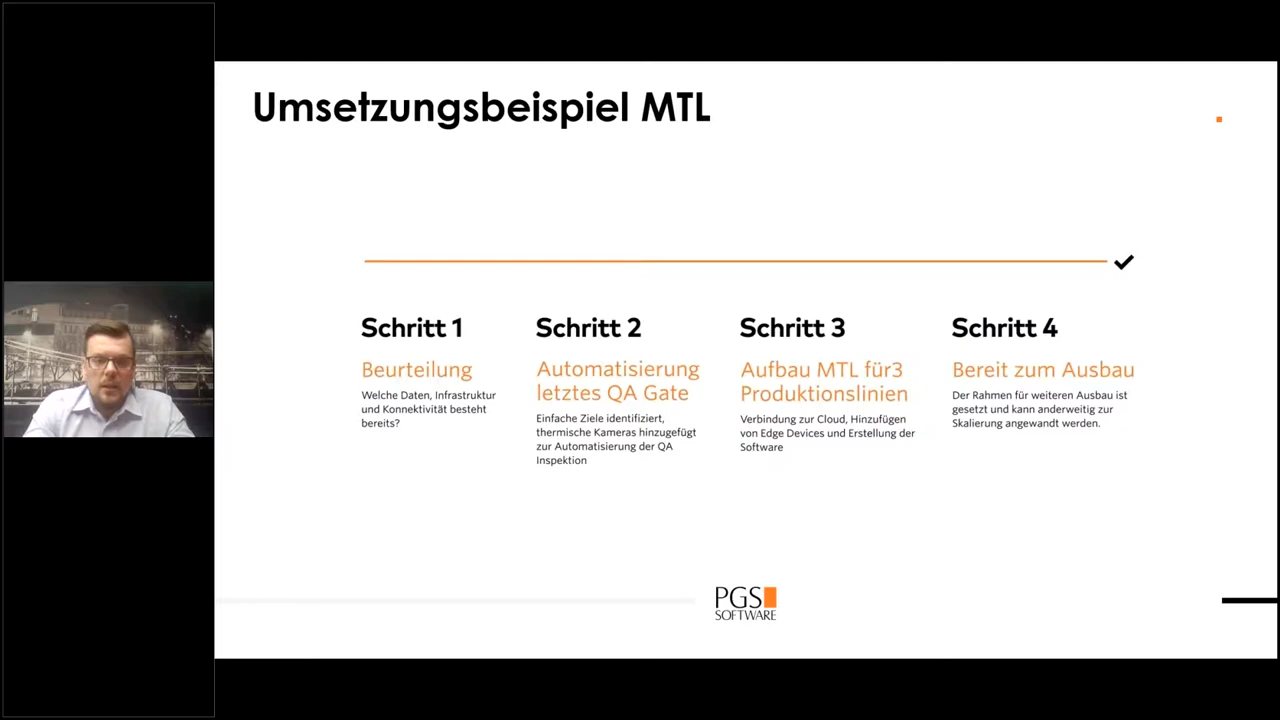 Umsetzungsbeispiel MTL
Schritt 1
Beurteilung
Welche Daten, Infrastruktur
und Konnektivität besteht
bereits?
Schritt 2
Automatisierung
letztes QA Gate
Einfache Ziele identifiziert,
thermische Kameras hinzugefügt
zur Automatisierung der QA
Inspektion
Schritt 3
Aufbau MTL für3
Produktionslinien
Verbindung zur Cloud, Hinzufügen
von Edge Devices und Erstellung der
Software
Schritt 4
Bereit zum Ausbau
Der Rahmen für weiteren Ausbau ist
gesetzt und kann anderweitig zur
Skalierung angewandt werden.
PGS
SOFTWARE